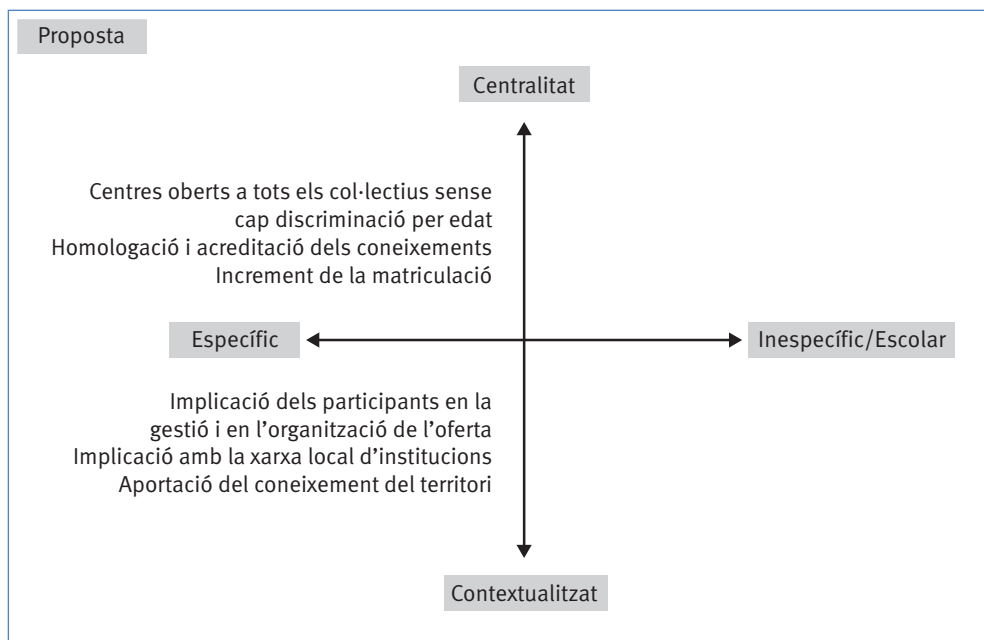 Proposta
Centralitat
Centres oberts a tots els col·lectius sense
cap discriminació per edat
Homologació i acreditació dels coneixements
Increment de la matriculació
Específic
Inespecífic/Escolar
Implicació dels participants en la
gestió i en l’organització de l’oferta
Implicació amb la xarxa local d’institucions
Aportació del coneixement del territori
Contextualitzat